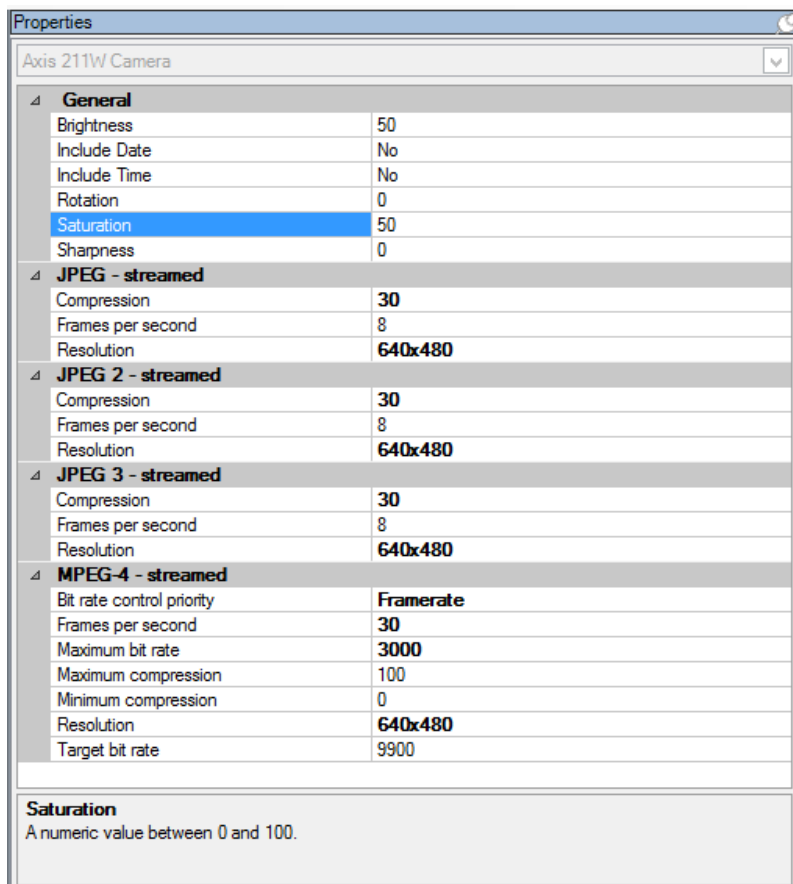 Properties
Axis 211W Camera
General
Brightness 50
Include Date No
Include Time No
Rotation 0
Saturation 50
Sharpness 0
JPEG - streamed
Compression 30
Frames per second 8
Resolution 640x480
JPEG 2 - streamed
Compression 30
Frames per second 8
Resolution 640x480
JPEG 3 - streamed
Compression 30
Frames per second 8
Resolution 640x480
MPEG-4 - streamed
Bit rate control priority Framerate
Frames per second 30
Maximum bit rate 3000
Maximum compression 100
Minimum compression 0
Resolution 640x480
Target bit rate 9900
Saturation
A numeric value between 0 and 100.